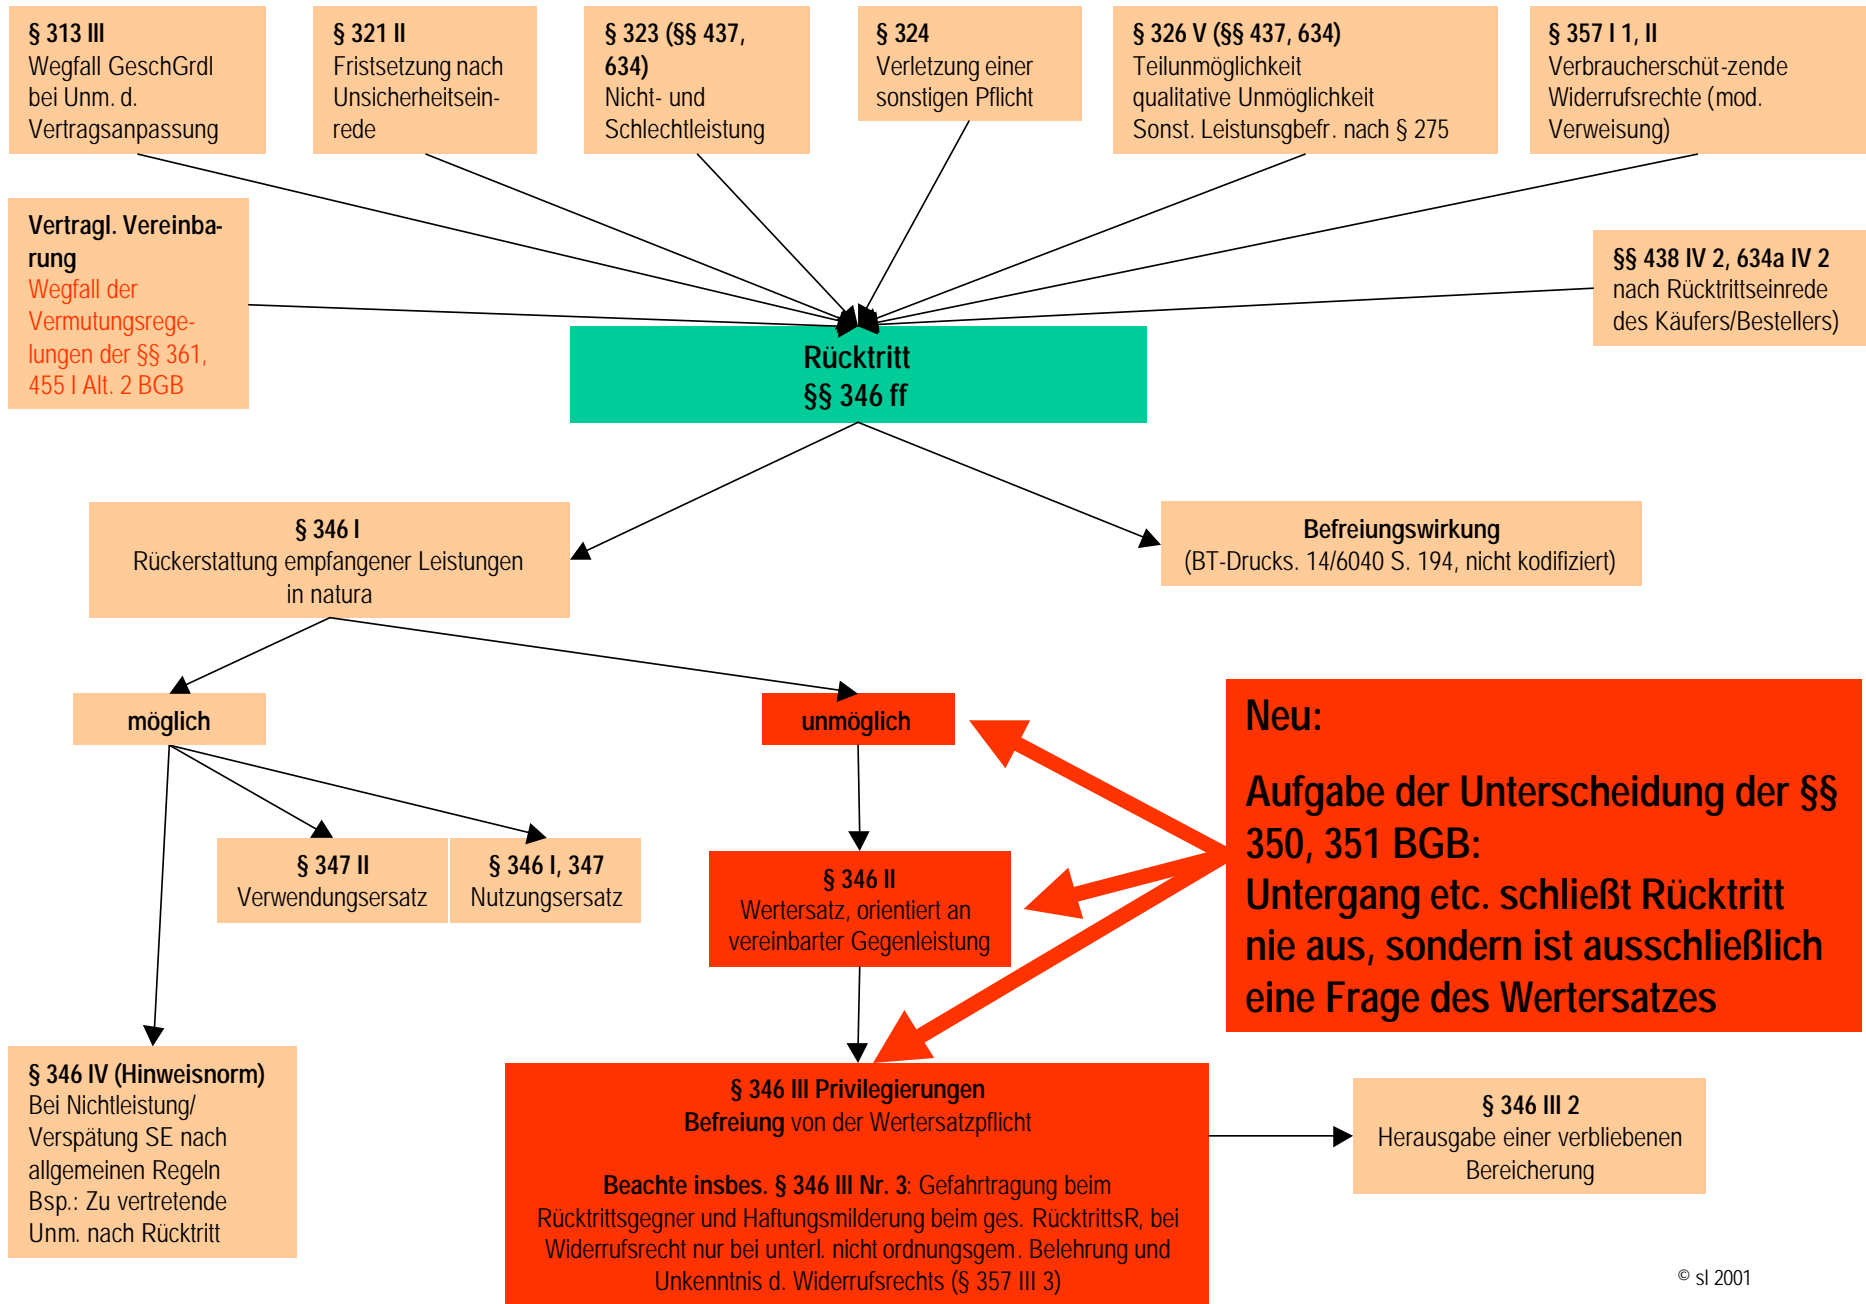 § 313 III
Wegfall GeschGrdl
bei Unm. d.
Vertragsanpassung
§ 321 II
Fristsetzung nach
Unsicherheitsein-
rede
§ 323 (§§ 437,
634)
Nicht- und
Schlechtleistung
§ 324
Verletzung einer
sonstigen Pflicht
§ 326 V (§§ 437, 634)
Teilunmöglichkeit
qualitative Unmöglichkeit
Sonst. Leistunsgbefr. nach § 275
§ 357 I 1, II
Verbraucherschüt-zende
Widerrufsrechte (mod.
Verweisung)
Vertragl. Vereinba-
rung
Wegfall der
Vermutungsrege-
lungen der §§ 361,
455 I Alt. 2 BGB
§§ 438 IV 2, 634a IV 2
nach Rücktrittseinrede
des Käufers/Bestellers)
Rücktritt
§§ 346 ff
§ 346 I
Rückerstattung empfangener Leistungen
in natura
Befreiungswirkung
(BT-Drucks. 14/6040 S. 194, nicht kodifiziert)
möglich
unmöglich
Neu:
Aufgabe der Unterscheidung der §§
350, 351 BGB:
Untergang etc. schließt Rücktritt
nie aus, sondern ist ausschließlich
eine Frage des Wertersatzes
§ 347 II
Verwendungsersatz
§ 346 I, 347
Nutzungsersatz
§ 346 II
Wertersatz, orientiert an
vereinbarter Gegenleistung
§ 346 IV (Hinweisnorm)
Bei Nichtleistung/
Verspätung SE nach
allgemeinen Regeln
Bsp.: Zu vertretende
Unm. nach Rücktritt
§ 346 III Privilegierungen
Befreiung von der Wertersatzpflicht
Beachte insbes. § 346 III Nr. 3: Gefahrtragung beim
Rücktrittsgegner und Haftungsmilderung beim ges. RücktrittsR, bei
Widerrufsrecht nur bei unterl. nicht ordnungsgem. Belehrung und
Unkenntnis d. Widerrufsrechts (§ 357 III 3)
§ 346 III 2
Herausgabe einer verbliebenen
Bereicherung
© sl 2001